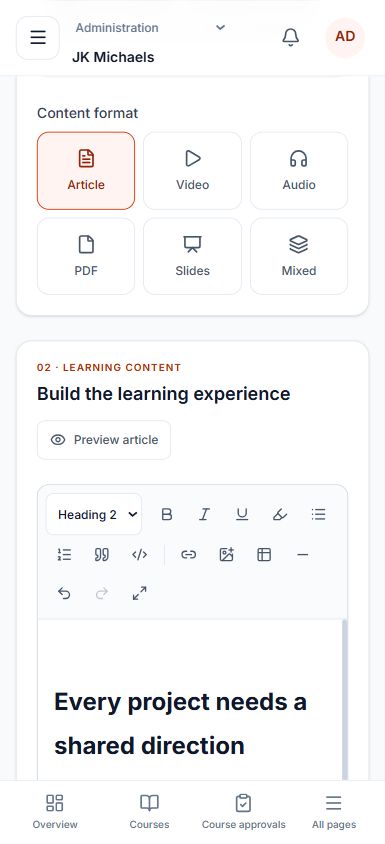 Administration
JK Michaels
AD
Content format
Article
Video
Audio
PDF
Slides
Mixed
02 · LEARNING CONTENT
Build the learning experience
Preview article
Heading 2
Every project needs a
shared direction
Overview
Courses
Course approvals
All pages